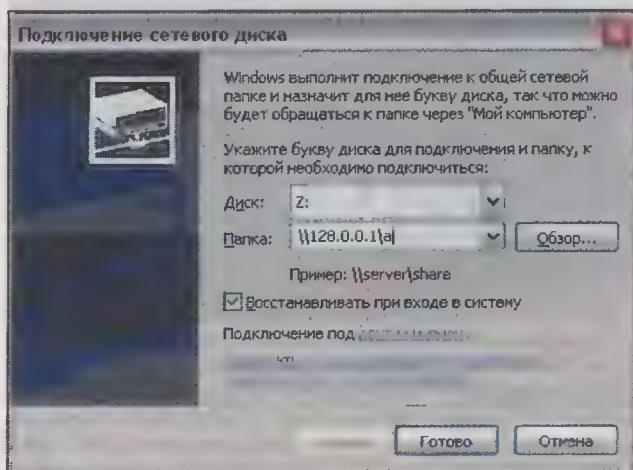 Подключение сетевого диска
Windows выполнит подключение к общей сетевой
папке и назначит для нее букву диска, так что можно
будет обращаться к папке через "Мой компьютер".
Укажите букву диска для подключения и папку, к
которой необходимо подключиться:
Диск: Z:
Папка: \\128.0.0.1\a Обзор...
Пример: \\server\share
Восстанавливать при входе в систему
Подключение под
Готово Отмена